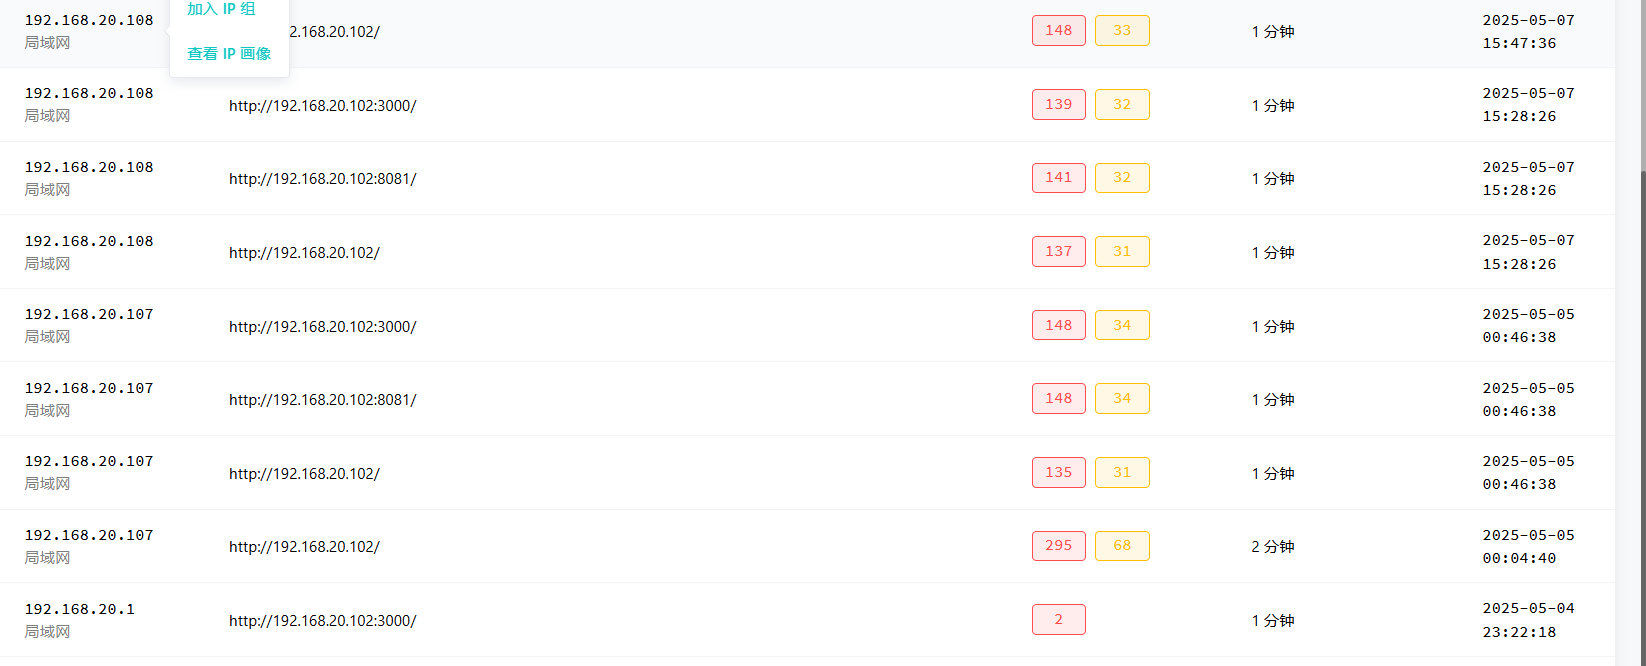 192.168.20.108
局域网
加入 IP 组
查看 IP 画像
2.168.20.102/
148
33
1 分钟
2025-05-07
15:47:36
192.168.20.108
局域网
http://192.168.20.102:3000/
139
32
1 分钟
2025-05-07
15:28:26
192.168.20.108
局域网
http://192.168.20.102:8081/
141
32
1 分钟
2025-05-07
15:28:26
192.168.20.108
局域网
http://192.168.20.102/
137
31
1 分钟
2025-05-07
15:28:26
192.168.20.107
局域网
http://192.168.20.102:3000/
148
34
1 分钟
2025-05-05
00:46:38
192.168.20.107
局域网
http://192.168.20.102:8081/
148
34
1 分钟
2025-05-05
00:46:38
192.168.20.107
局域网
http://192.168.20.102/
135
31
1 分钟
2025-05-05
00:46:38
192.168.20.107
局域网
http://192.168.20.102/
295
68
2 分钟
2025-05-05
00:04:40
192.168.20.1
局域网
http://192.168.20.102:3000/
2
1 分钟
2025-05-04
23:22:18